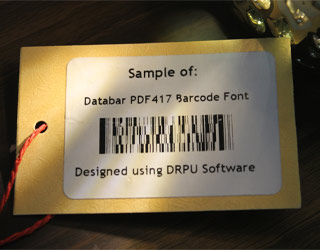 Sample of:
Databar PDF417 Barcode Font
Designed using DRPU Software